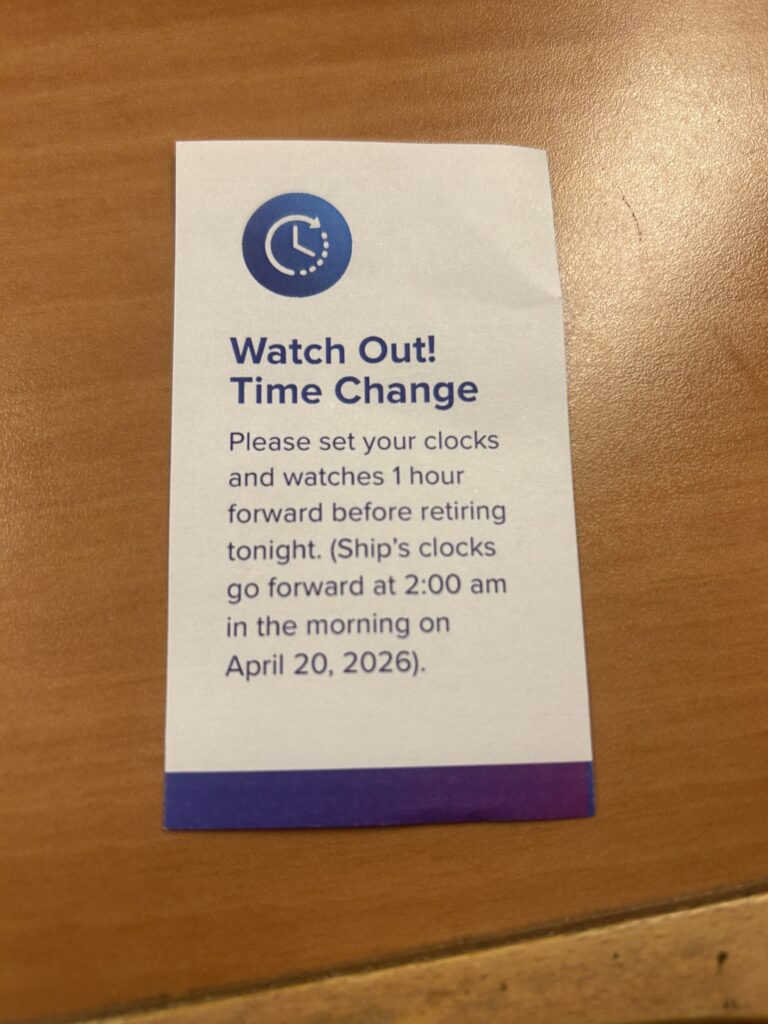 Watch Out!
Time Change
Please set your clocks
and watches 1 hour
forward before retiring
tonight. (Ship's clocks
go forward at 2:00 am
in the morning on
April 20, 2026).